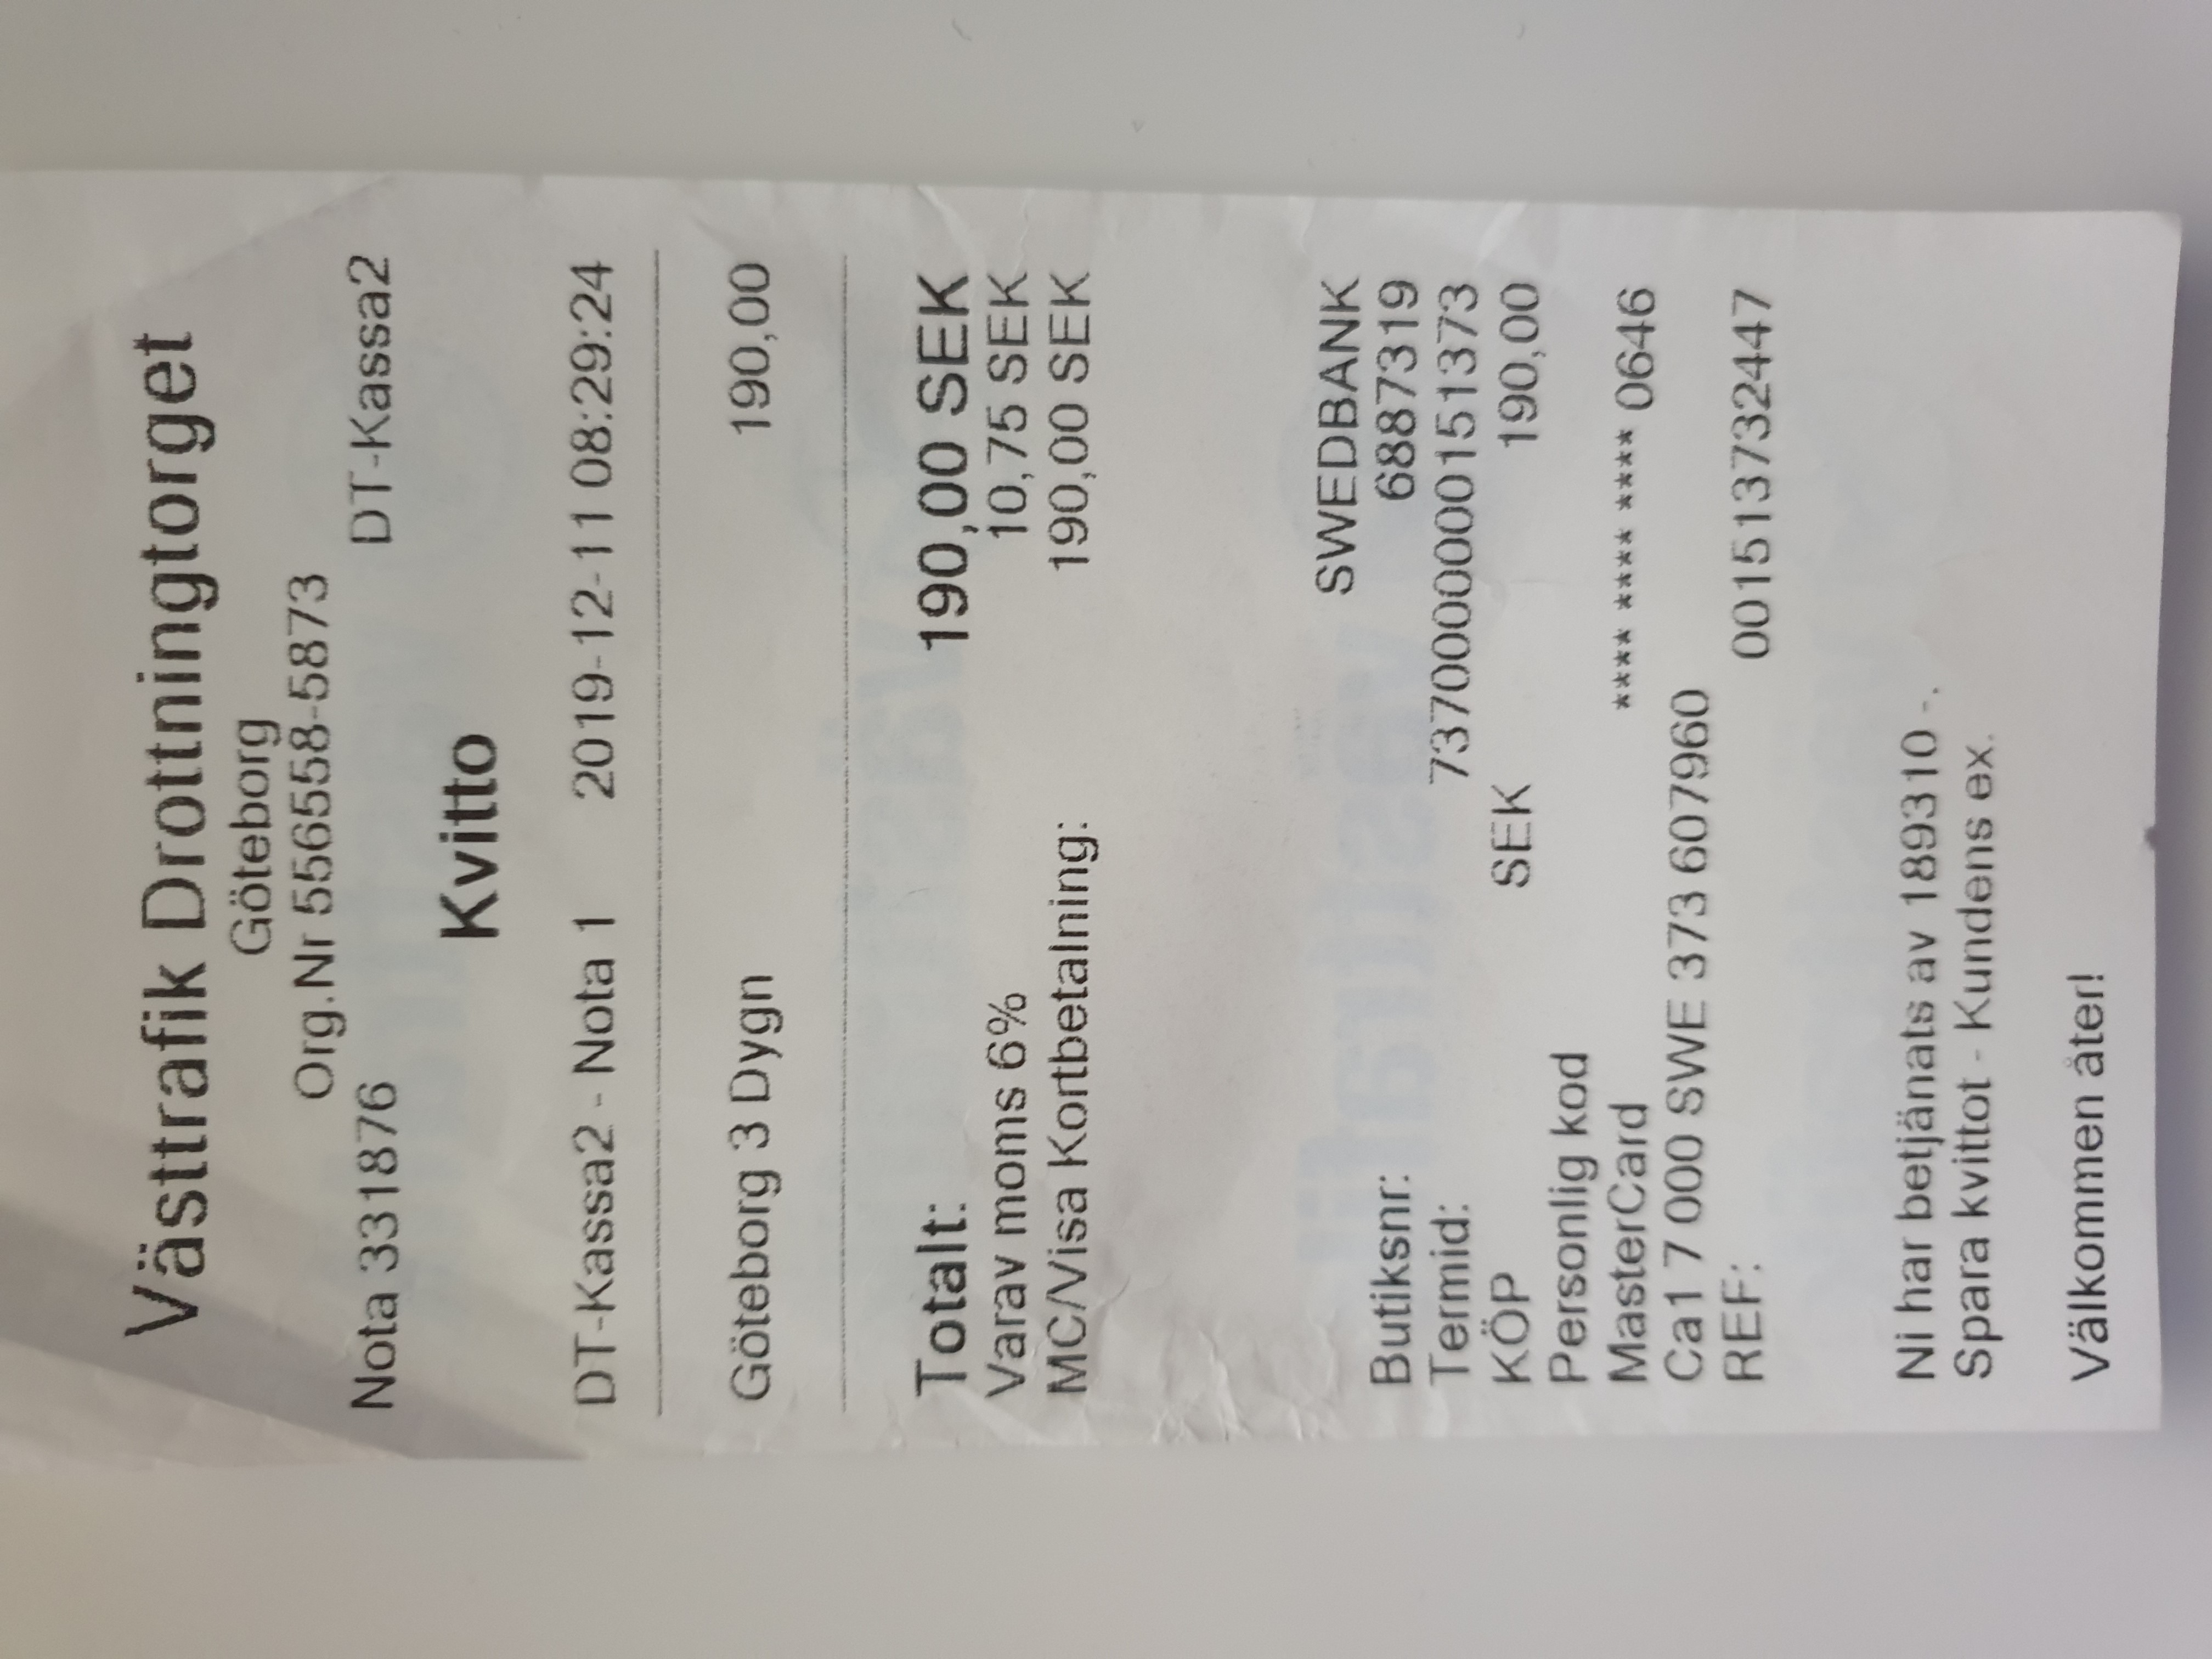 Västtrafik Drottningtorget
Göteborg
Org.Nr 556558-5873
Nota 331876 DT-Kassa2
Kvitto
DT-Kassa2 - Nota 1 2019-12-11 08:29:24
Göteborg 3 Dygn 190,00
Totalt: 190,00 SEK
Varav moms 6% 10,75 SEK
MC/Visa Kortbetalning: 190,00 SEK
SWEDBANK
Butiksnr: 6887319
Termid: 7370000000151373
KÖP SEK 190,00
Personlig kod
MasterCard **** **** **** 0646
Ca1 7 000 SWE 373 607960
REF: 001513732447
Ni har betjänats av 189310 -.
Spara kvittot - Kundens ex.
Välkommen åter!